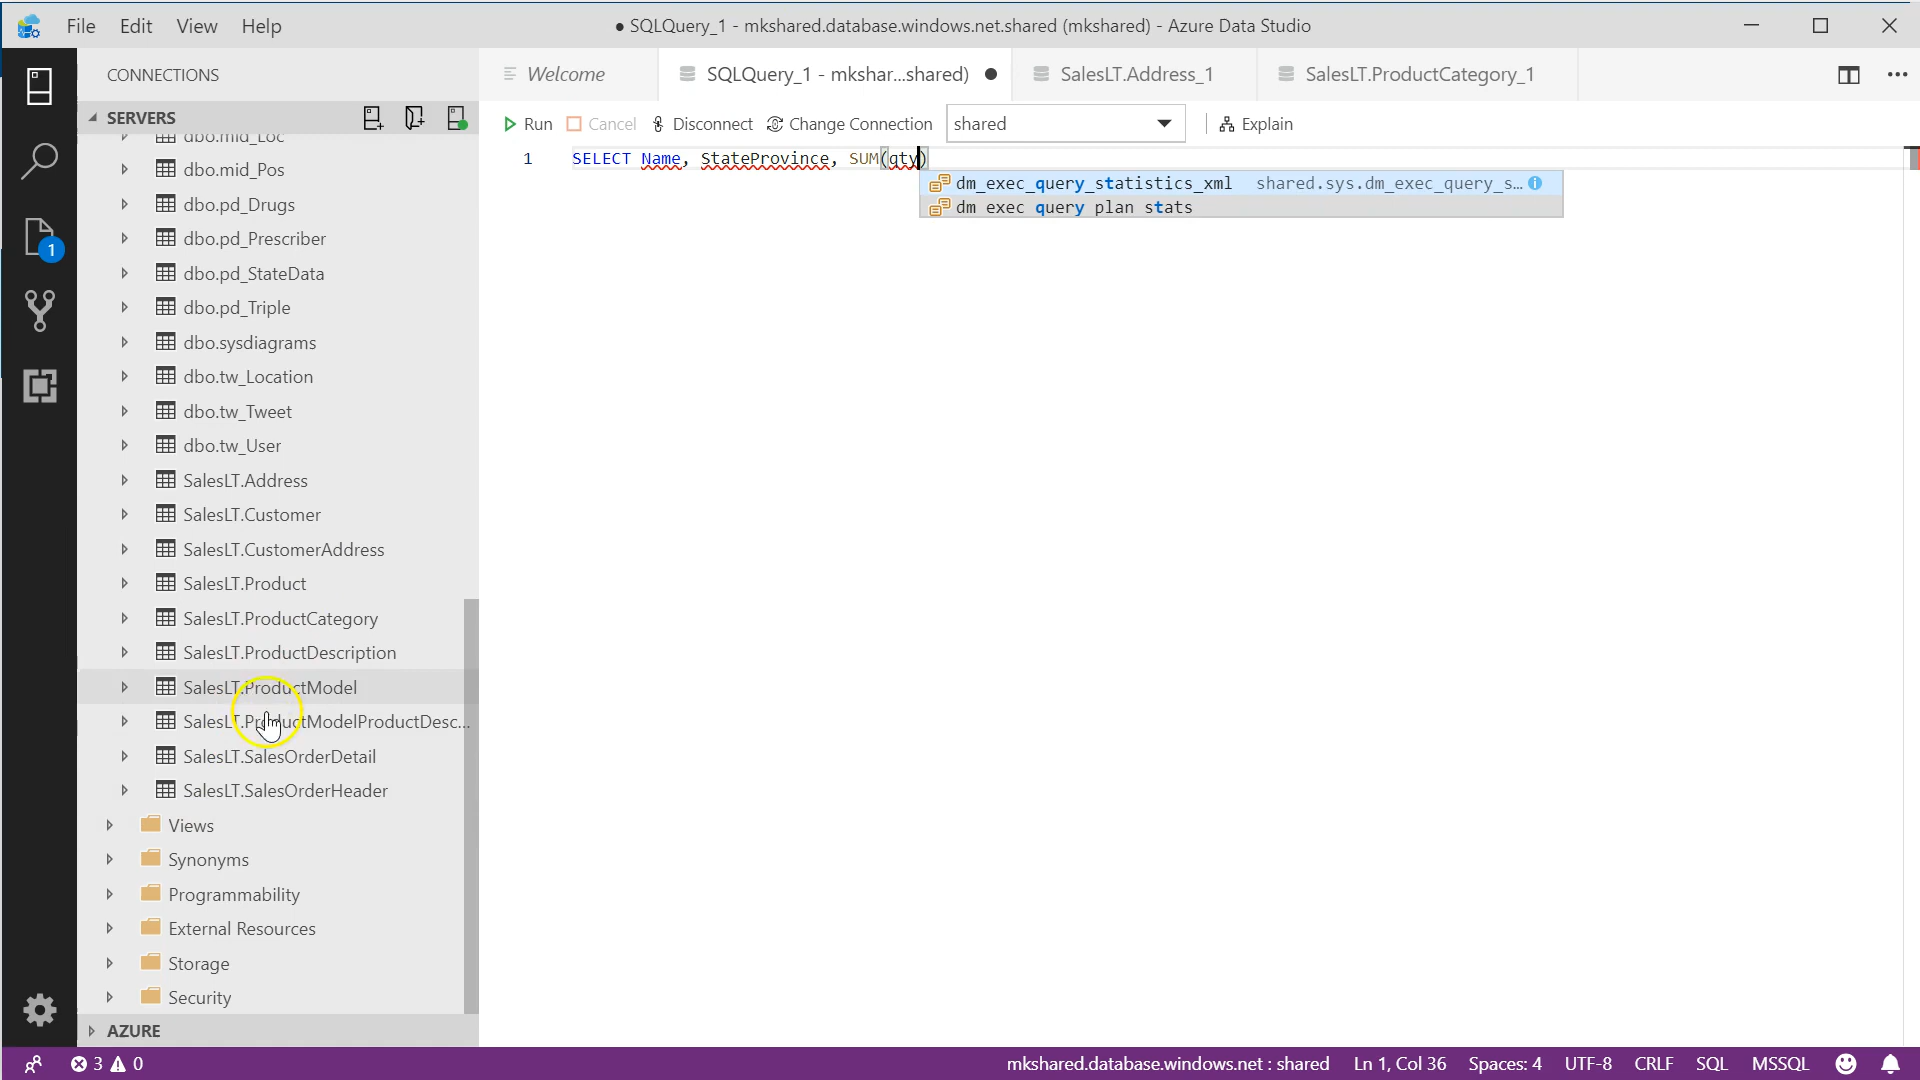 File Edit View Help
● SQLQuery_1 - mkshared.database.windows.net.shared (mkshared) - Azure Data Studio
CONNECTIONS
Welcome
SQLQuery_1 - mkshar...shared) ●
SalesLT.Address_1
SalesLT.ProductCategory_1
SERVERS
Run Cancel Disconnect Change Connection shared Explain
1 SELECT Name, StateProvince, SUM(qty)
dm_exec_query_statistics_xml shared.sys.dm_exec_query_s...
dm exec query plan stats
dbo.mid_Loc
dbo.mid_Pos
dbo.pd_Drugs
dbo.pd_Prescriber
dbo.pd_StateData
dbo.pd_Triple
dbo.sysdiagrams
dbo.tw_Location
dbo.tw_Tweet
dbo.tw_User
SalesLT.Address
SalesLT.Customer
SalesLT.CustomerAddress
SalesLT.Product
SalesLT.ProductCategory
SalesLT.ProductDescription
SalesLT.ProductModel
SalesLT.ProductModelProductDesc...
SalesLT.SalesOrderDetail
SalesLT.SalesOrderHeader
Views
Synonyms
Programmability
External Resources
Storage
Security
AZURE
1
3 0
mkshared.database.windows.net : shared Ln 1, Col 36 Spaces: 4 UTF-8 CRLF SQL MSSQL